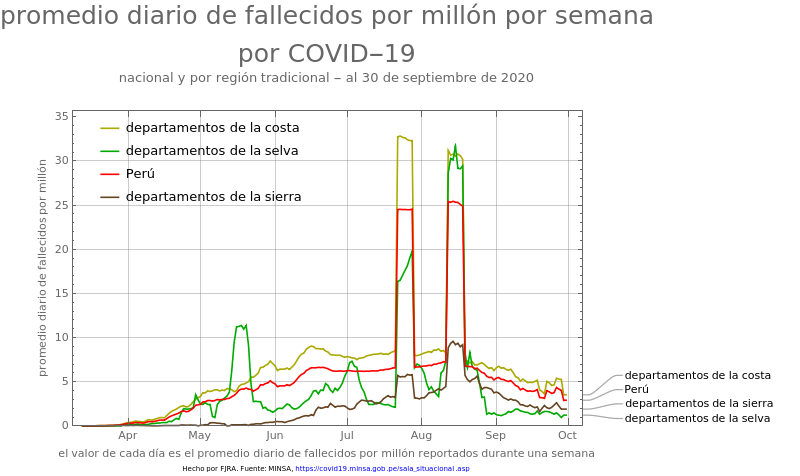 promedio diario de fallecidos por millón por semana
por COVID−19
nacional y por región tradicional − al 30 de septiembre de 2020
promedio diario de fallecidos por millón
35
30
25
20
15
10
5
0
departamentos de la costa
departamentos de la selva
Perú
departamentos de la sierra
Apr May Jun Jul Aug Sep Oct
departamentos de la costa
Perú
departamentos de la sierra
departamentos de la selva
el valor de cada día es el promedio diario de fallecidos por millón reportados durante una semana
Hecho por FJRA. Fuente: MINSA, https://covid19.minsa.gob.pe/sala_situacional.asp